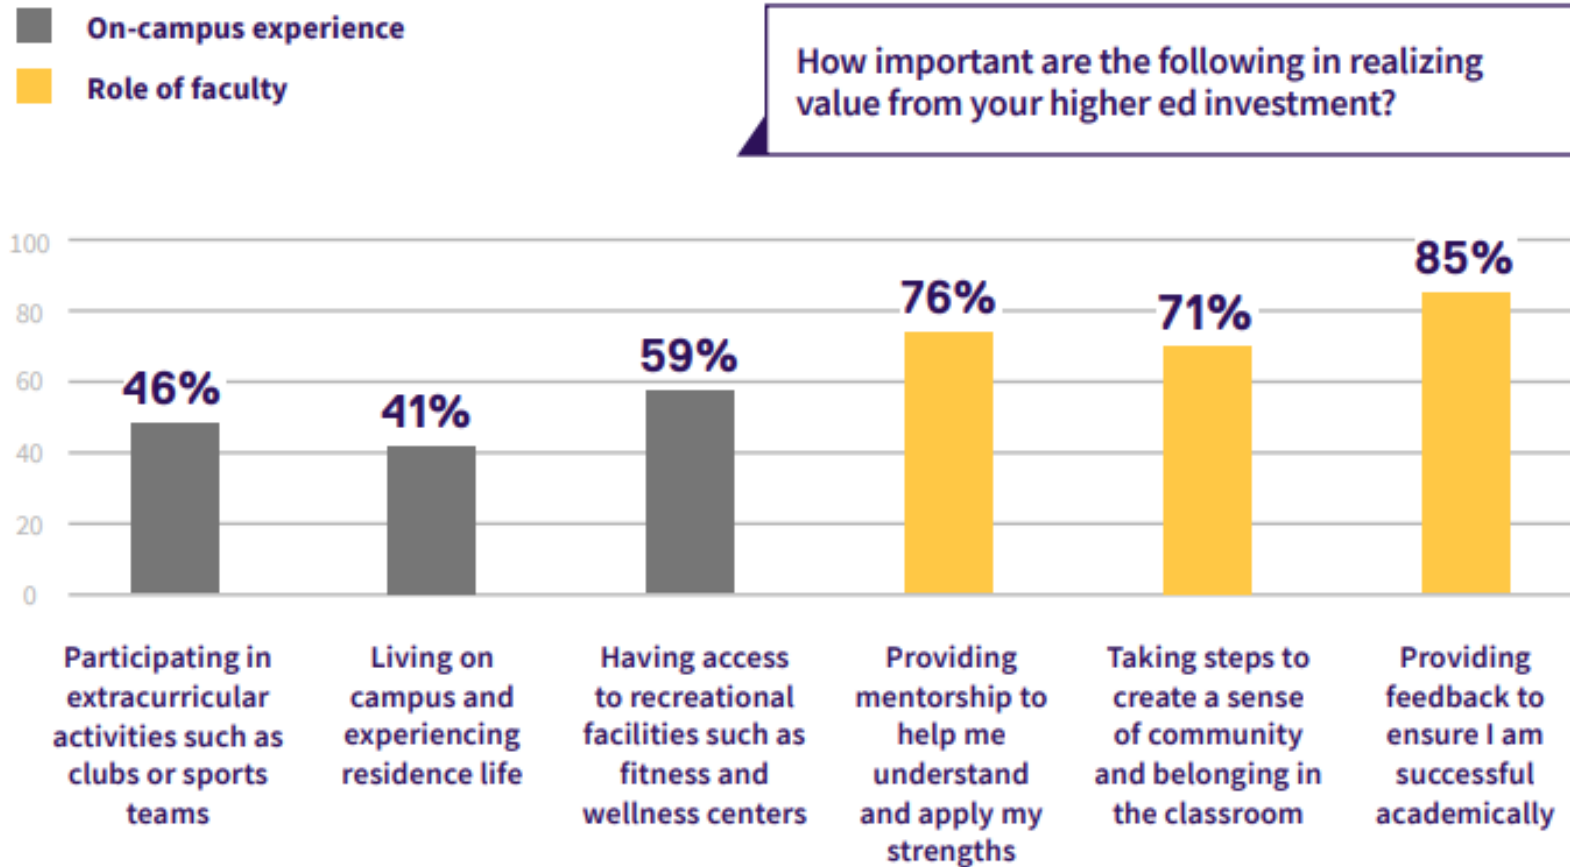 On-campus experience
Role of faculty
How important are the following in realizing
value from your higher ed investment?
100
80
60
40
20
0
46%
41%
59%
76%
71%
85%
Participating in
extracurricular
activities such as
clubs or sports
teams
Living on
campus and
experiencing
residence life
Having access
to recreational
facilities such as
fitness and
wellness centers
Providing
mentorship to
help me
understand
and apply my
strengths
Taking steps to
create a sense
of community
and belonging in
the classroom
Providing
feedback to
ensure I am
successful
academically